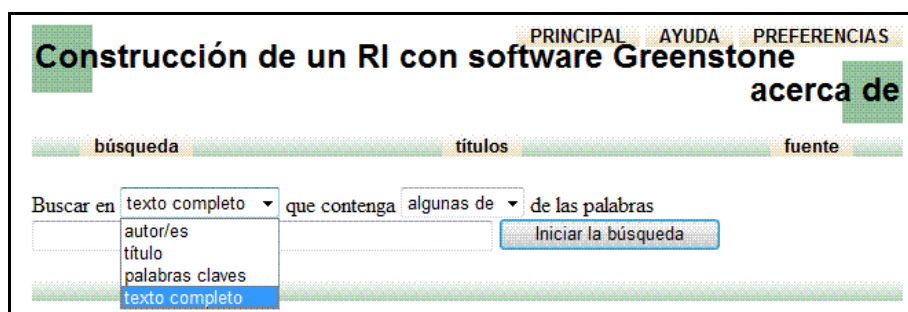 PRINCIPAL AYUDA PREFERENCIAS
Construcción de un RI con software Greenstone
acerca de
búsqueda títulos fuente
Buscar en texto completo que contenga algunas de de las palabras
Iniciar la búsqueda
autor/es
título
palabras claves
texto completo